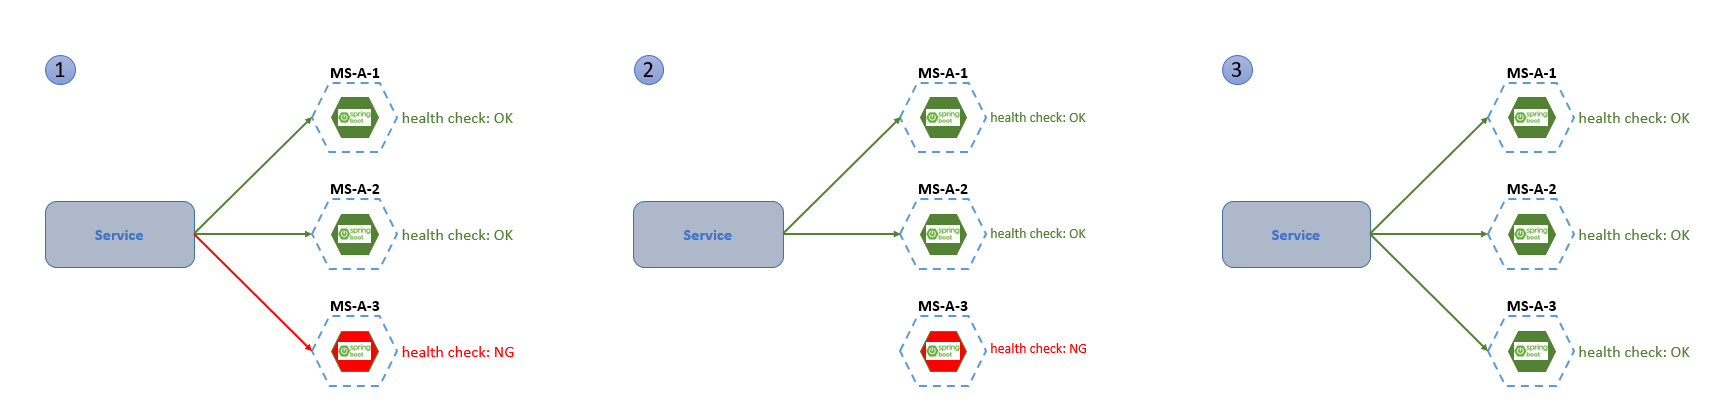 1
MS-A-1
spring
boot
health check: OK
MS-A-2
Service
spring
boot
health check: OK
MS-A-3
spring
boot
health check: NG
2
MS-A-1
spring
boot
health check: OK
MS-A-2
Service
spring
boot
health check: OK
MS-A-3
spring
boot
health check: NG
3
MS-A-1
spring
boot
health check: OK
MS-A-2
Service
spring
boot
health check: OK
MS-A-3
spring
boot
health check: OK